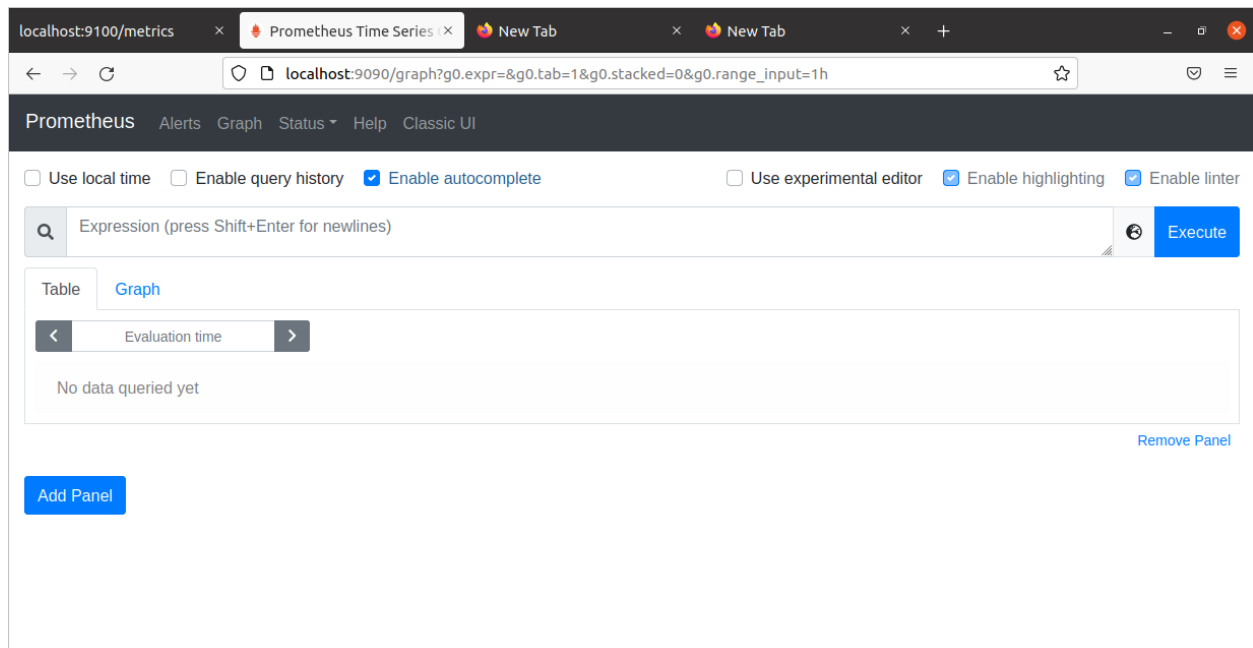 localhost:9100/metrics
Prometheus Time Series
New Tab
New Tab
localhost:9090/graph?g0.expr=&g0.tab=1&g0.stacked=0&g0.range_input=1h
Prometheus Alerts Graph Status Help Classic UI
Use local time Enable query history Enable autocomplete Use experimental editor Enable highlighting Enable linter
Expression (press Shift+Enter for newlines) Execute
Table Graph
Evaluation time
No data queried yet
Remove Panel
Add Panel